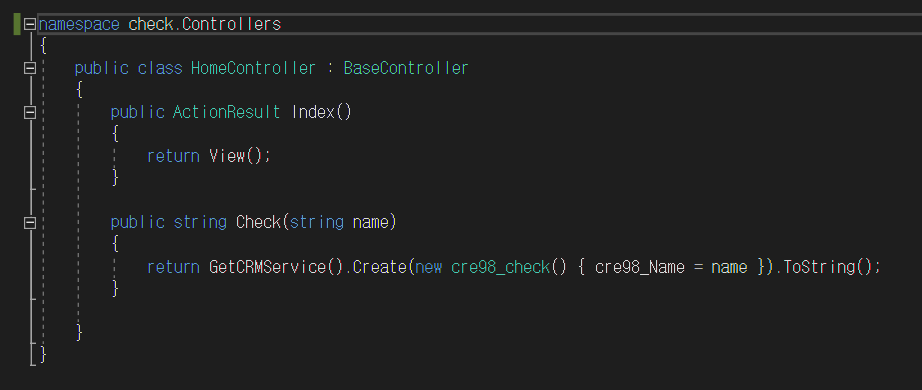 namespace check.Controllers
{
public class HomeController : BaseController
{
public ActionResult Index()
{
return View();
}
public string Check(string name)
{
return GetCRMService().Create(new cre98_check() { cre98_Name = name }).ToString();
}
}
}